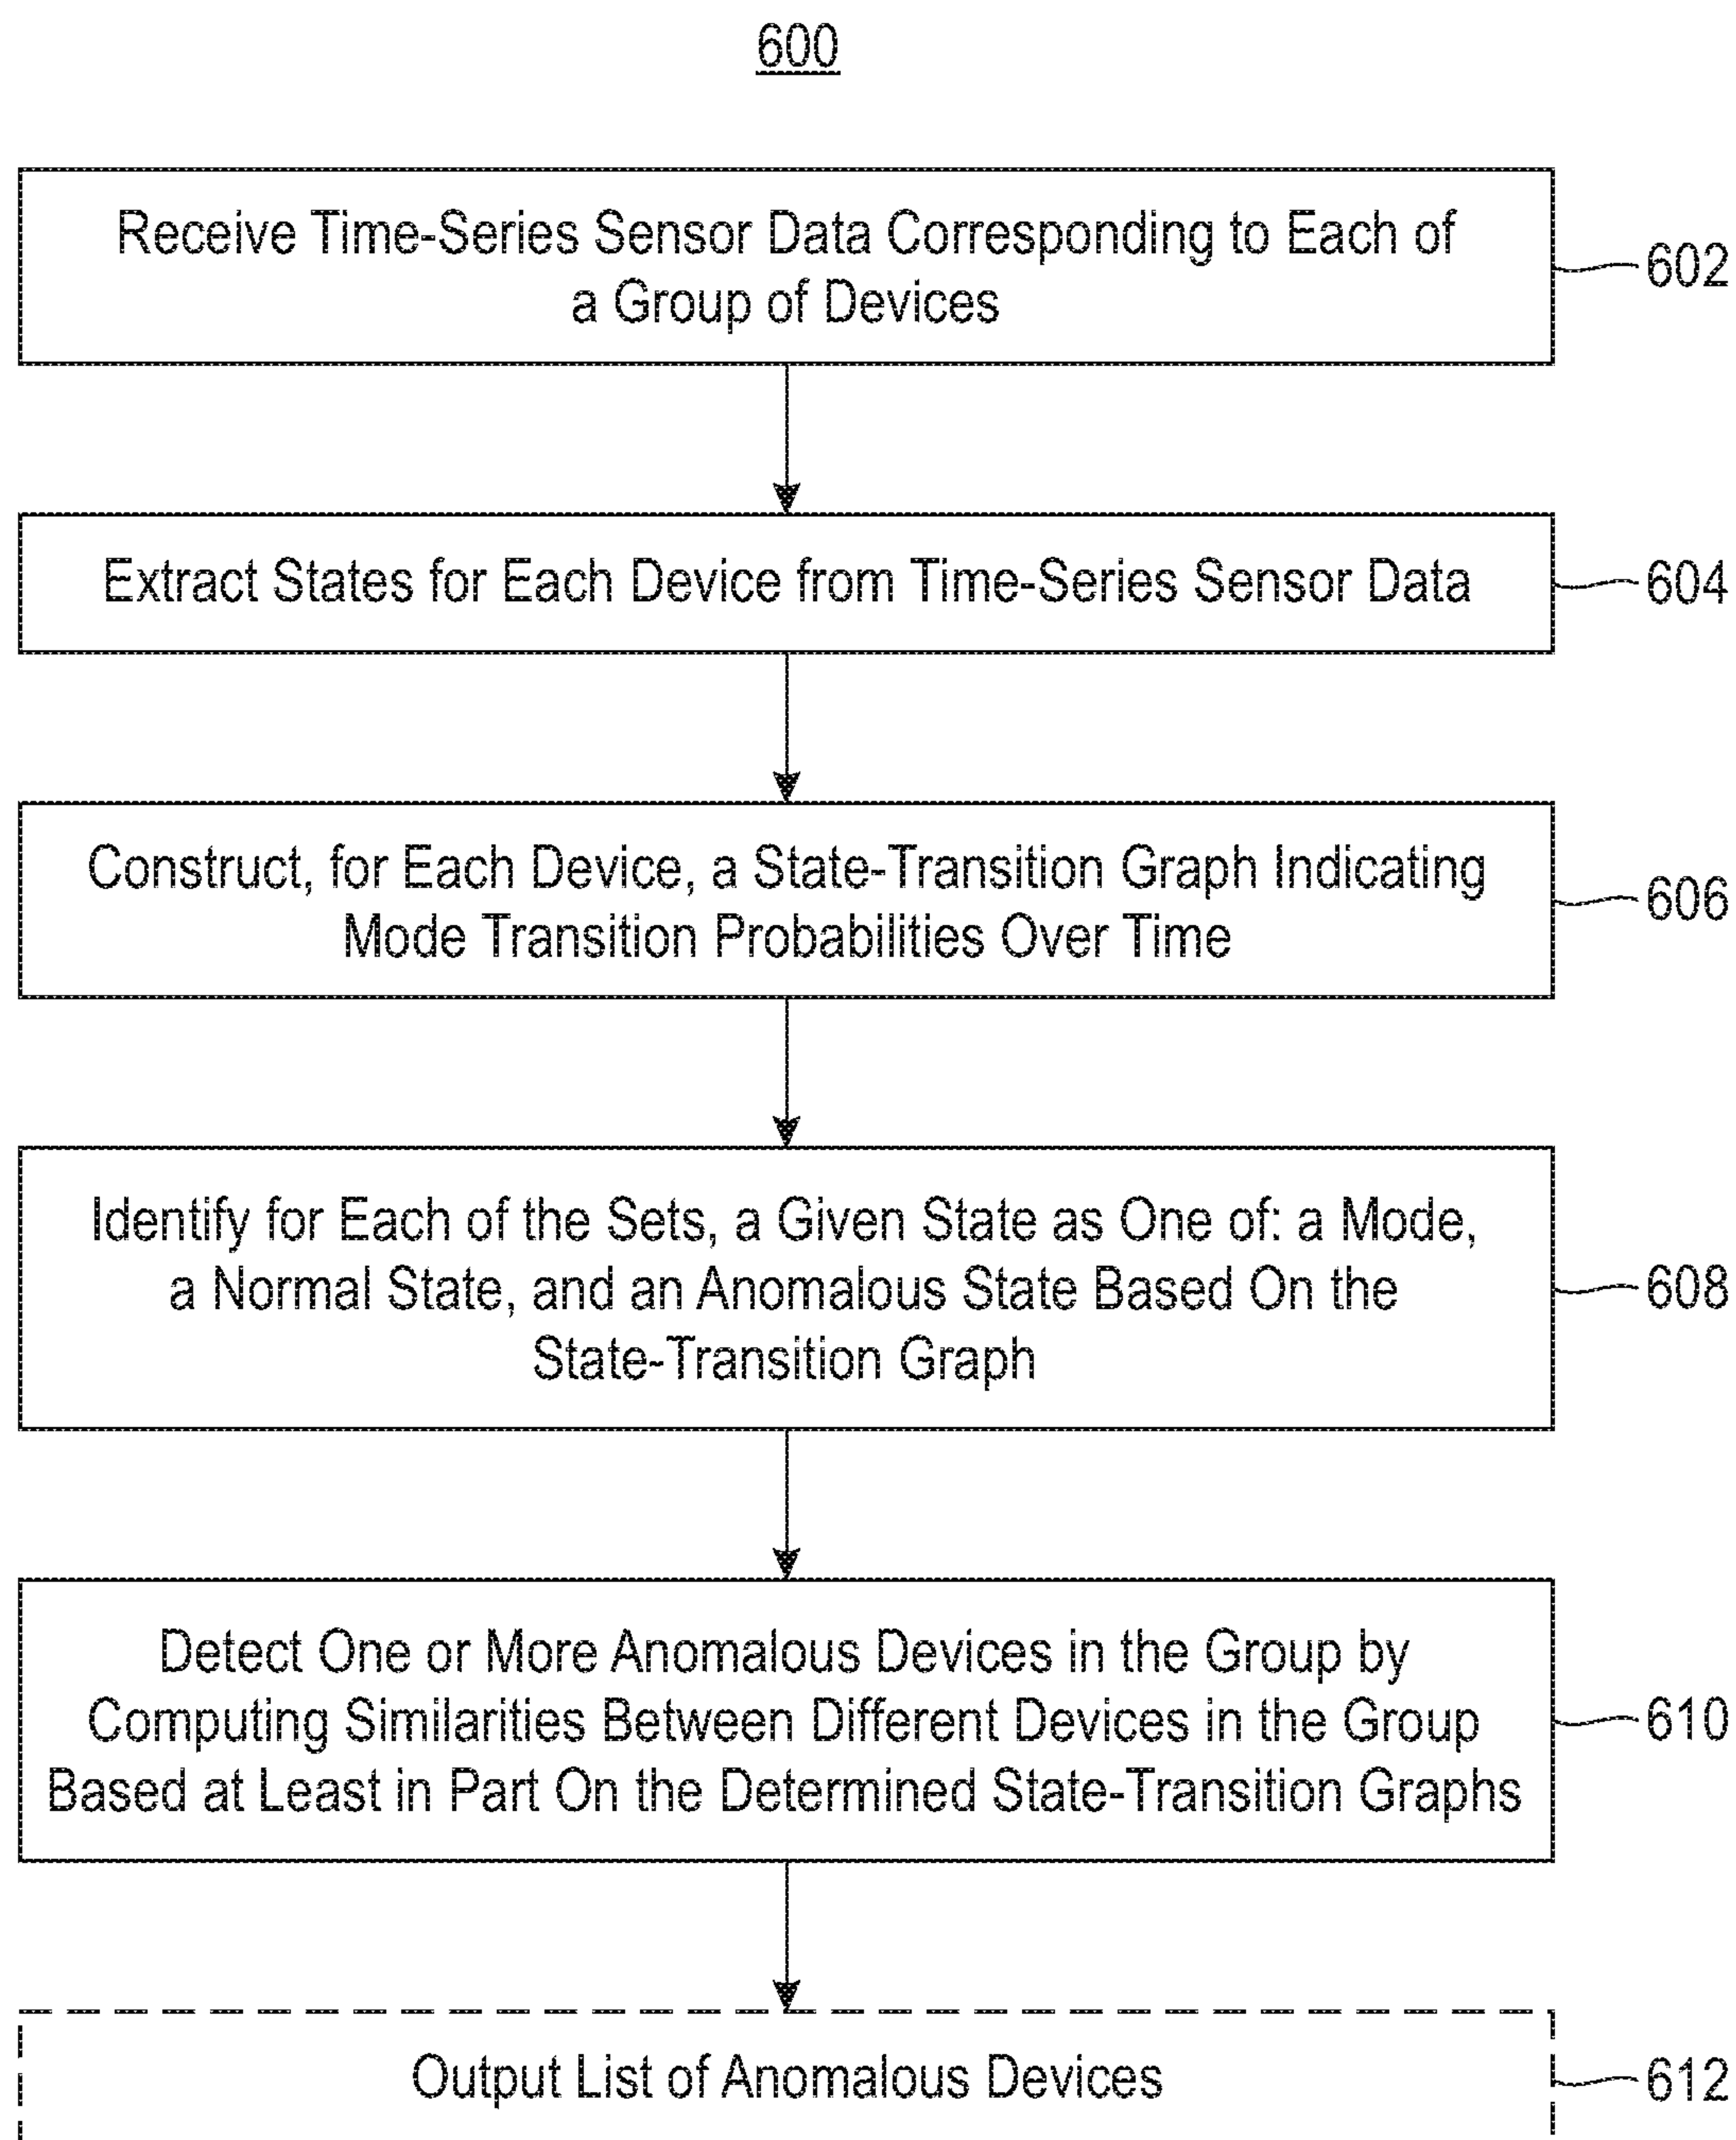 600
Receive Time-Series Sensor Data Corresponding to Each of
a Group of Devices
602
Extract States for Each Device from Time-Series Sensor Data
604
Construct, for Each Device, a State-Transition Graph Indicating
Mode Transition Probabilities Over Time
606
Identify for Each of the Sets, a Given State as One of: a Mode,
a Normal State, and an Anomalous State Based On the
State-Transition Graph
608
Detect One or More Anomalous Devices in the Group by
Computing Similarities Between Different Devices in the Group
Based at Least in Part On the Determined State-Transition Graphs
610
Output List of Anomalous Devices
612